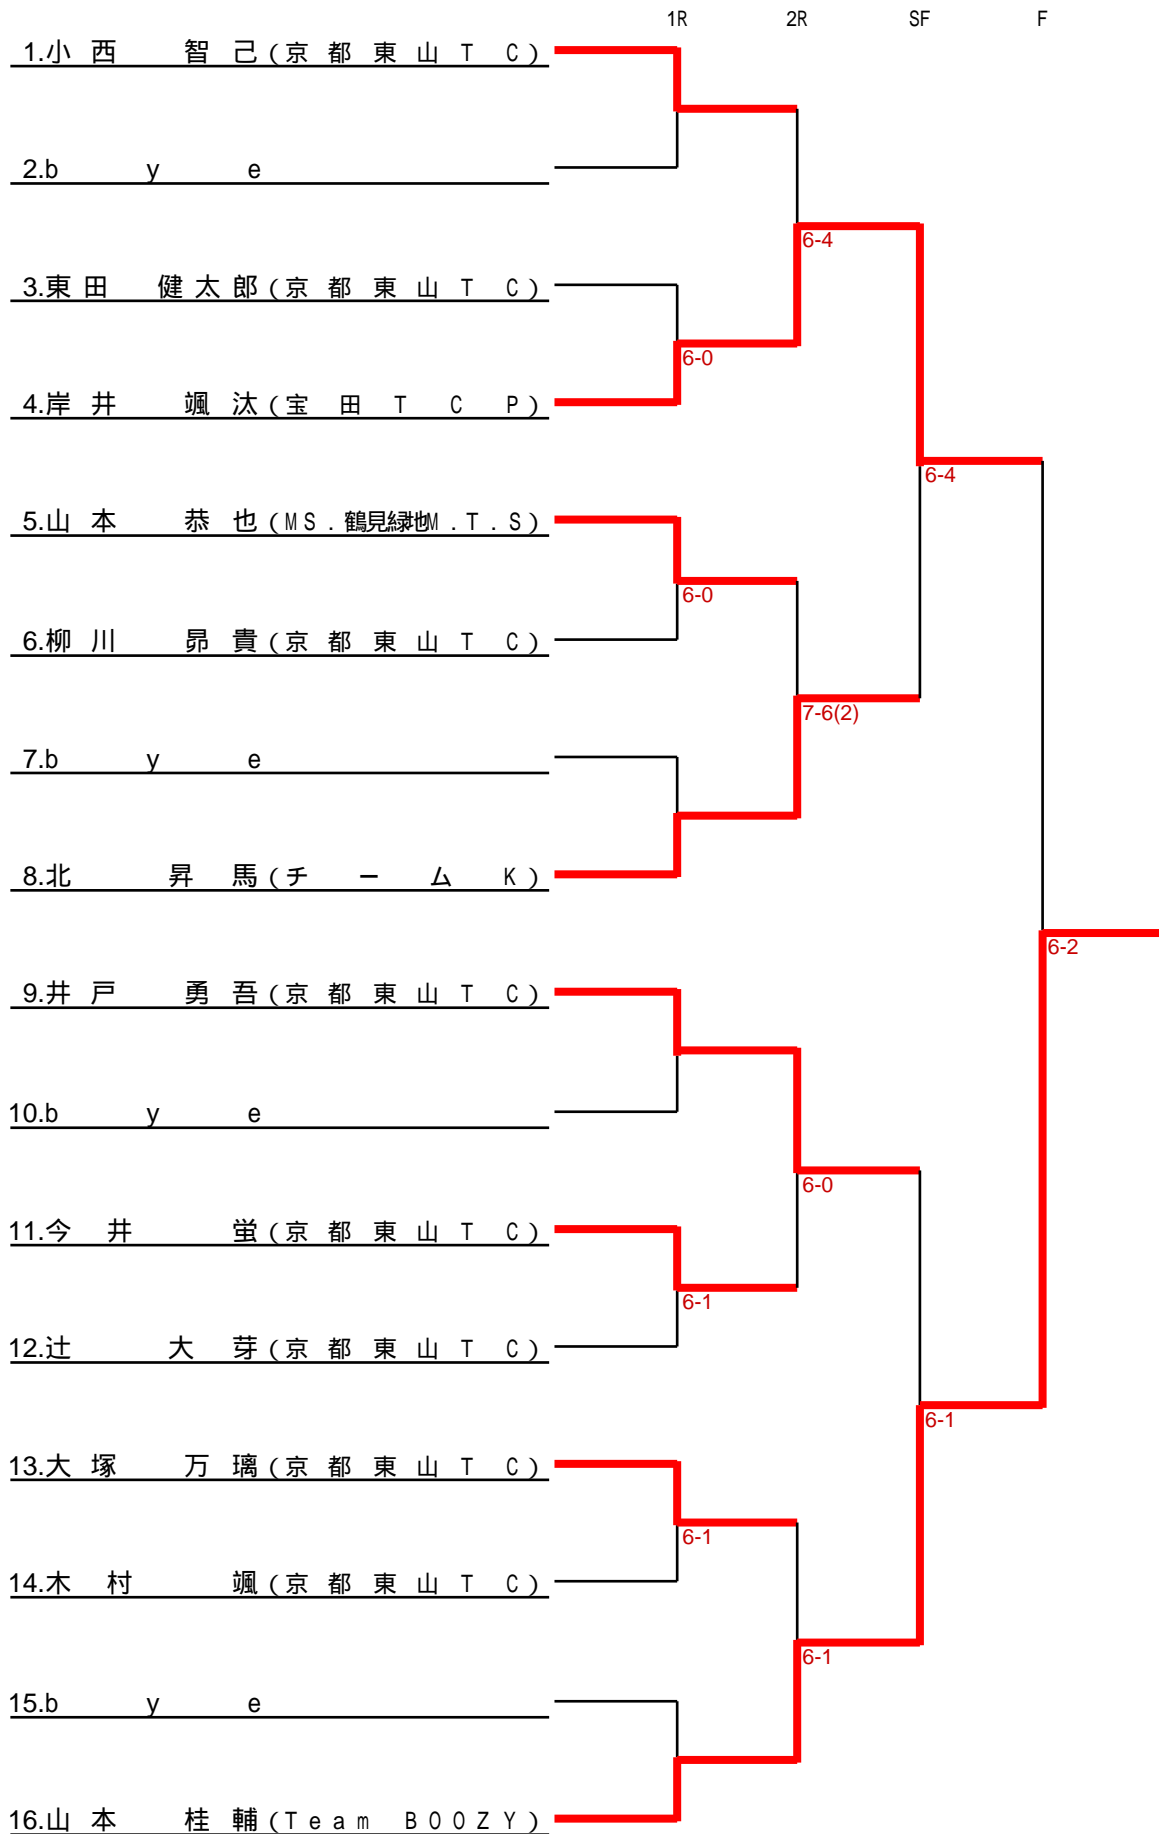 1R 2R SF F
1.小西 智己(京都東山TC)
2.bye
6-4
3.東田 健太郎(京都東山TC)
6-0
4.岸井 颯汰(宝田TCP)
6-4
5.山本 恭也(MS.鶴見緑地M.T.S)
6-0
6.柳川 昂貴(京都東山TC)
7-6(2)
7.bye
8.北 昇馬(チームK)
6-2
9.井戸 勇吾(京都東山TC)
10.bye
6-0
11.今井 蛍(京都東山TC)
6-1
12.辻 大芽(京都東山TC)
6-1
13.大塚 万璃(京都東山TC)
6-1
14.木村 颯(京都東山TC)
6-1
15.bye
16.山本 桂輔(Team BOOZY)